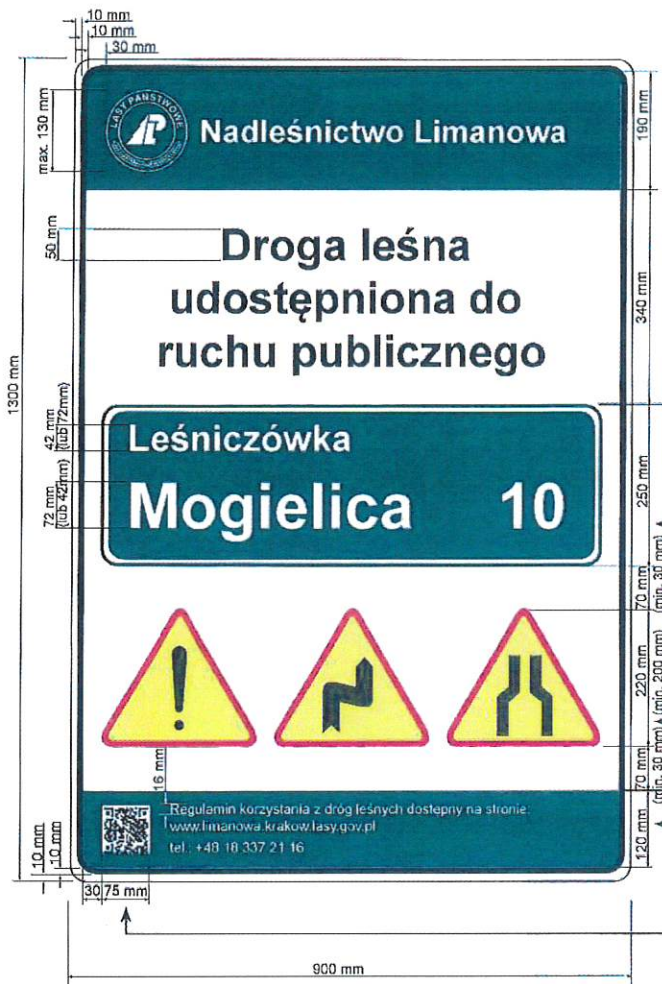 10 mm
10 mm
30 mm
max. 130 mm
LASY PAŃSTWOWE
Nadleśnictwo Limanowa
190 mm
50 mm
Droga leśna
udostępniona do
ruchu publicznego
340 mm
1300 mm
42 mm
(lub 72mm)
Leśniczówka
72 mm
(lub 42mm)
Mogielica 10
250 mm
70 mm
(min. 30 mm)
220 mm
(min. 200 mm)
70 mm
(min. 30 mm)
16 mm
Regulamin korzystania z dróg leśnych dostępny na stronie:
www.limanowa.krakow.lasy.gov.pl
tel.: +48 18 337 21 16
120 mm
10 mm
10 mm
30
75 mm
900 mm